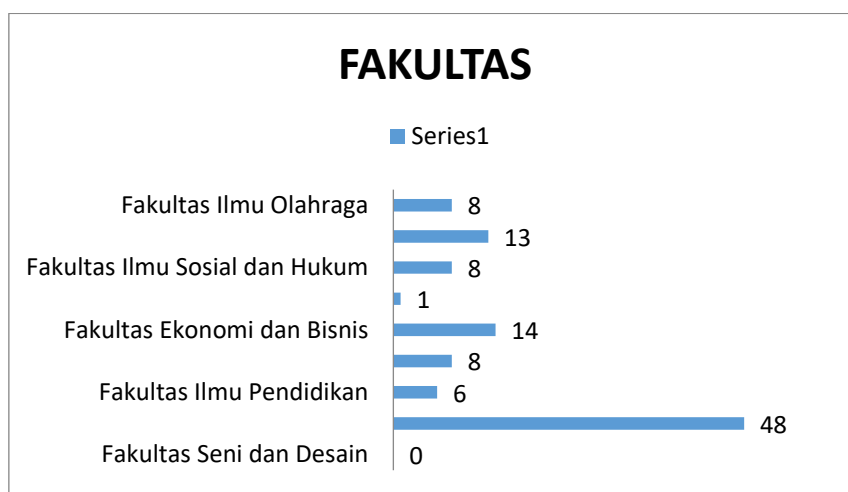 FAKULTAS
Series1
Fakultas Ilmu Olahraga 8
13
Fakultas Ilmu Sosial dan Hukum 8
1
Fakultas Ekonomi dan Bisnis 14
8
Fakultas Ilmu Pendidikan 6
48
Fakultas Seni dan Desain 0